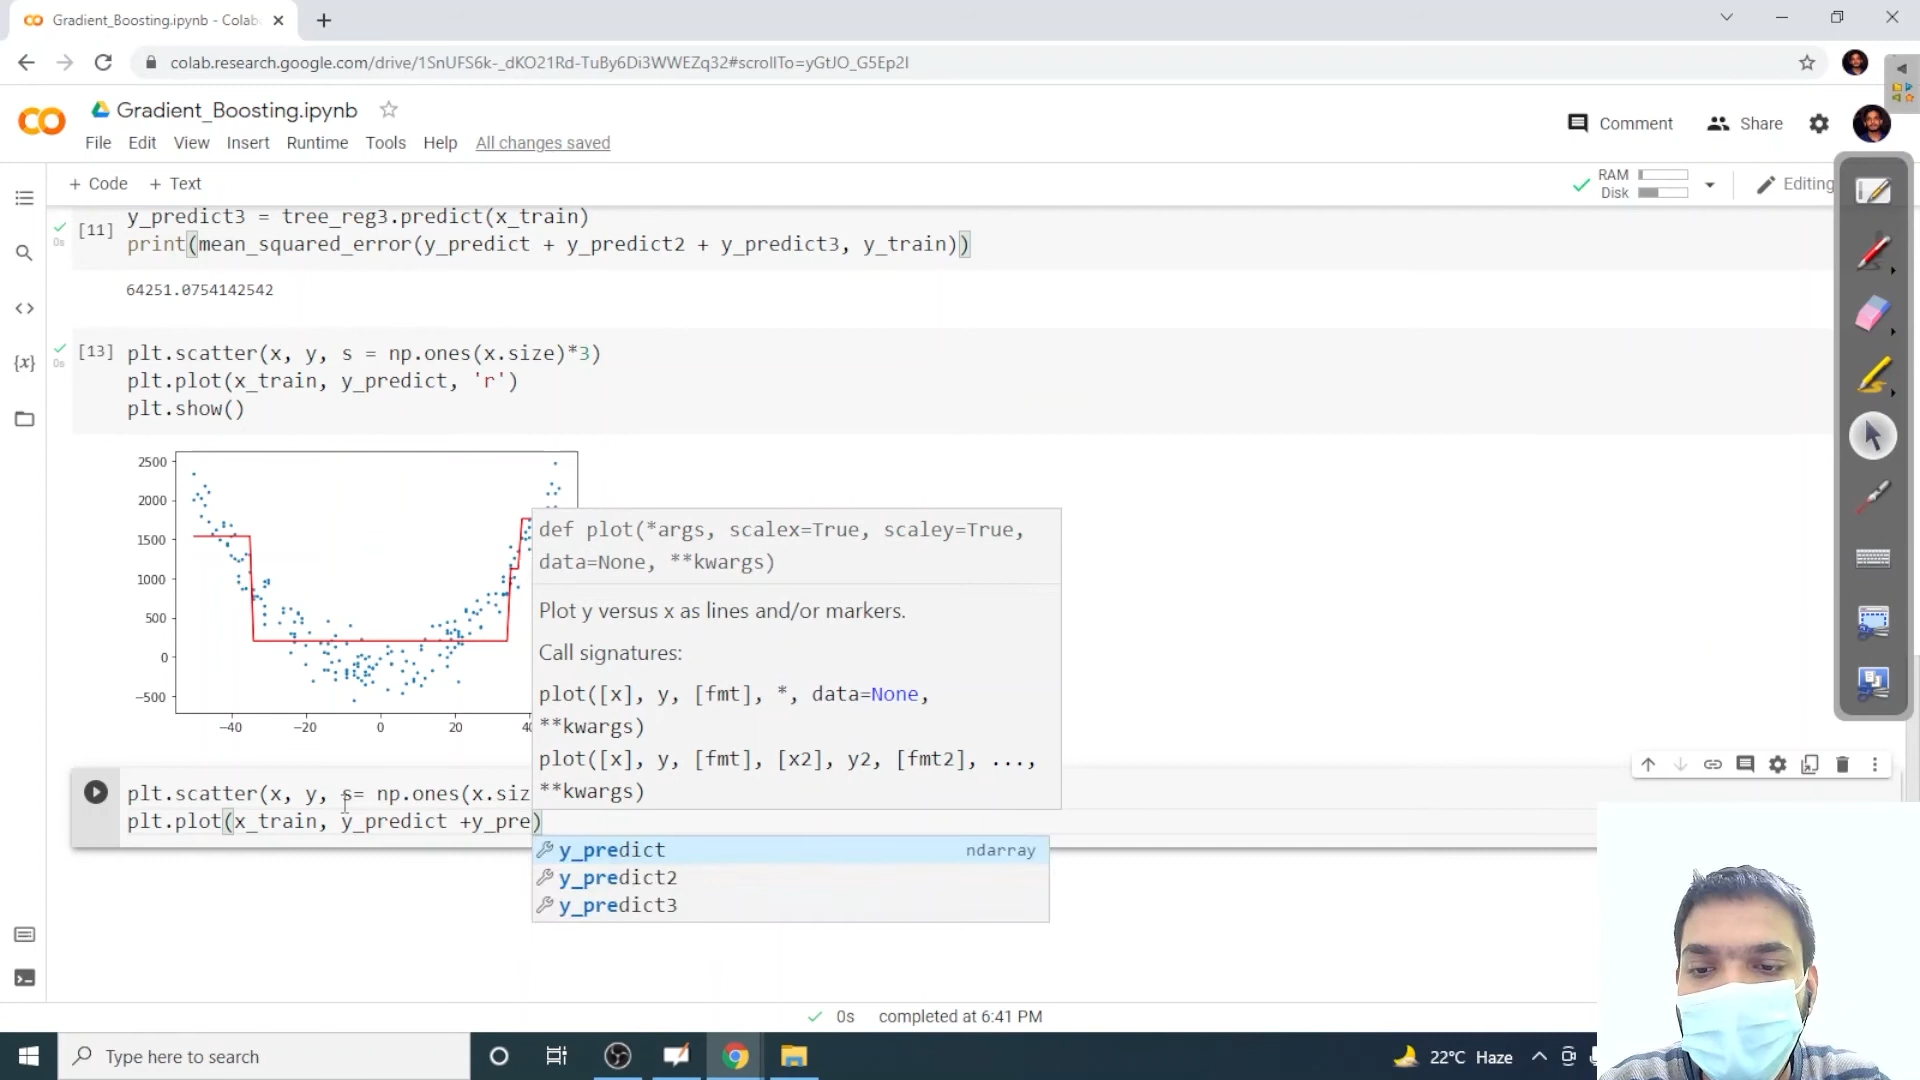 Gradient_Boosting.ipynb - Colab
colab.research.google.com/drive/1SnUFS6k-_dKO21Rd-TuBy6Di3WWEZq32#scrollTo=yGtJO_G5Ep2I
Gradient_Boosting.ipynb
Comment
Share
File Edit View Insert Runtime Tools Help All changes saved
+ Code + Text
RAM
Disk
Editing
y_predict3 = tree_reg3.predict(x_train)
[11]
print(mean_squared_error(y_predict + y_predict2 + y_predict3, y_train))
0s
64251.0754142542
[13] plt.scatter(x, y, s = np.ones(x.size)*3)
0s
plt.plot(x_train, y_predict, 'r')
plt.show()
2500
2000
1500
1000
500
0
−500
−40 −20 0 20
def plot(*args, scalex=True, scaley=True,
data=None, **kwargs)
Plot y versus x as lines and/or markers.
Call signatures:
plot([x], y, [fmt], *, data=None,
**kwargs)
plot([x], y, [fmt], [x2], y2, [fmt2], ...,
**kwargs)
plt.scatter(x, y, s= np.ones(x.siz
plt.plot(x_train, y_predict +y_pre)
y_predict ndarray
y_predict2
y_predict3
0s completed at 6:41 PM
Type here to search
22°C Haze